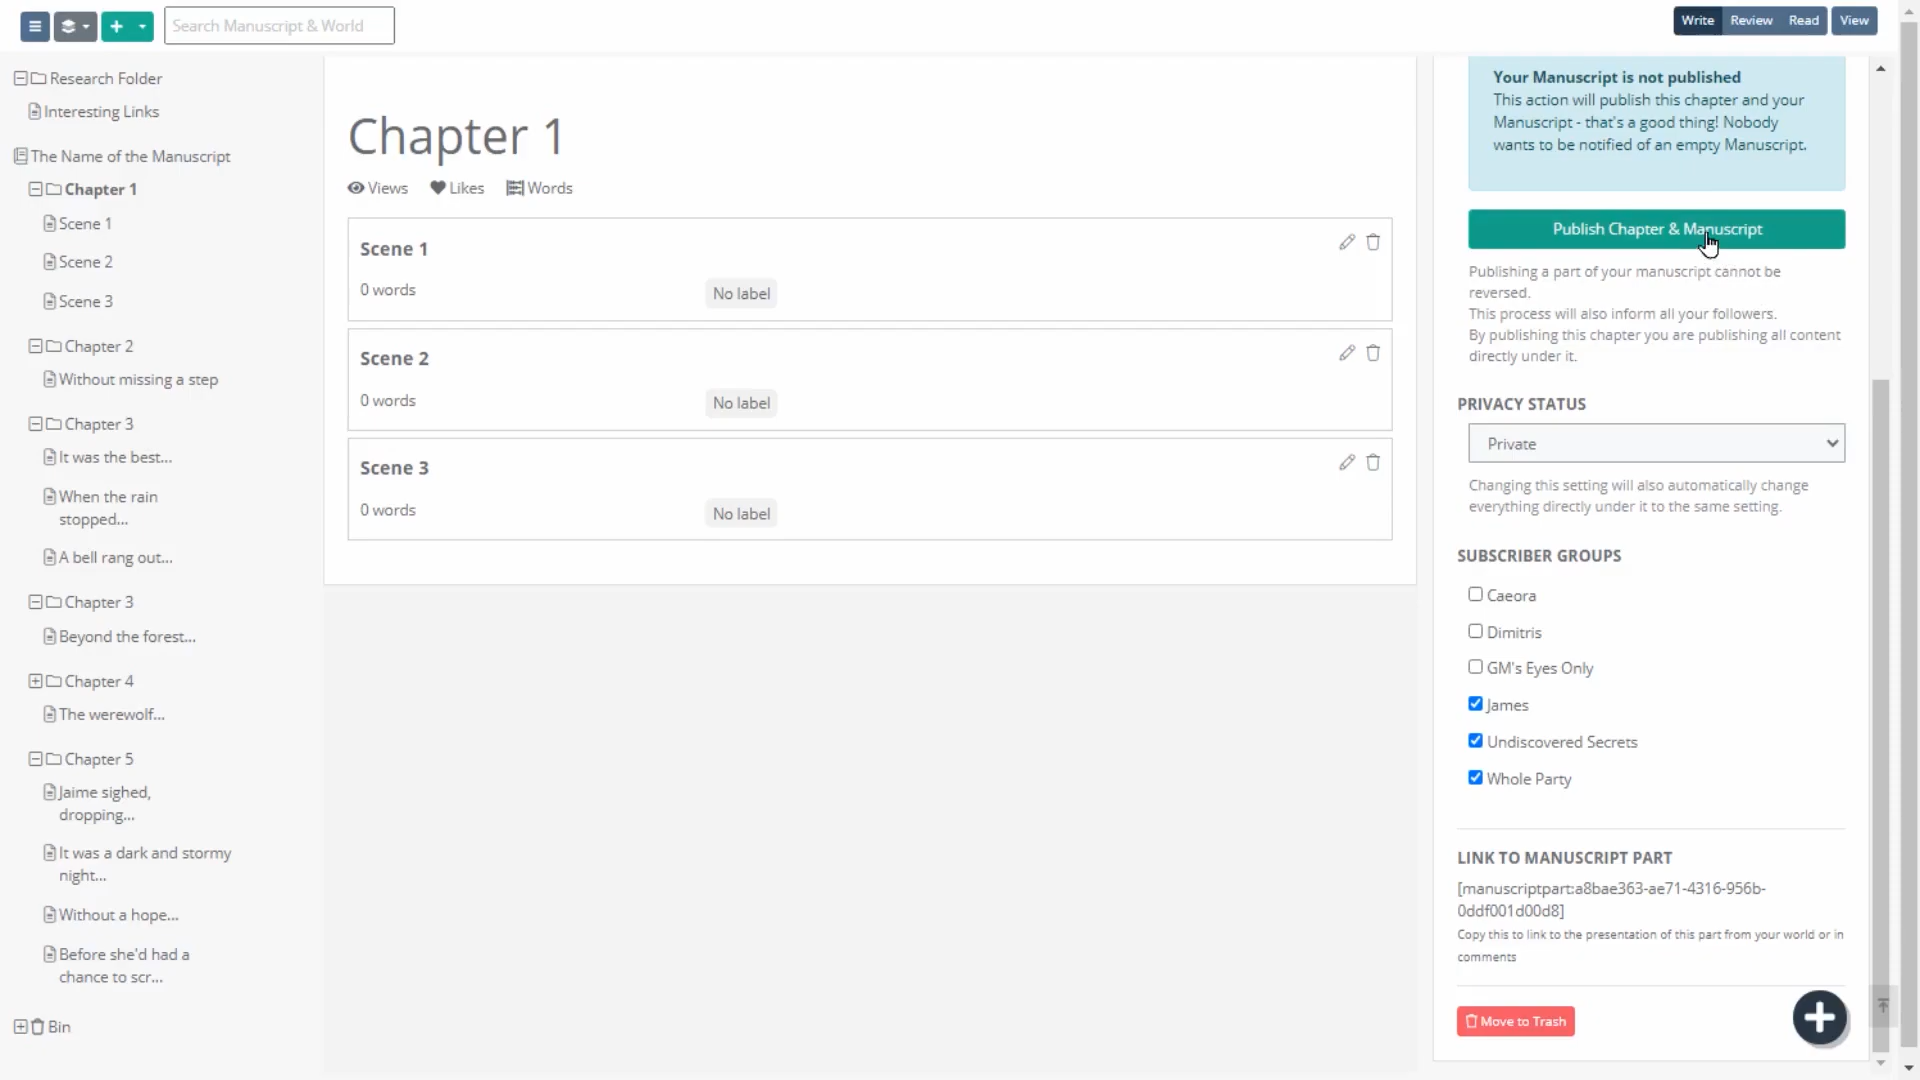 Search Manuscript & World
Write
Review
Read
View
Research Folder
Interesting Links
The Name of the Manuscript
Chapter 1
Scene 1
Scene 2
Scene 3
Chapter 2
Without missing a step
Chapter 3
It was the best...
When the rain
stopped...
A bell rang out...
Chapter 3
Beyond the forest...
Chapter 4
The werewolf...
Chapter 5
Jaime sighed,
dropping...
It was a dark and stormy
night...
Without a hope...
Before she'd had a
chance to scr...
Bin
Chapter 1
Views
Likes
Words
Scene 1
0 words
No label
Scene 2
0 words
No label
Scene 3
0 words
No label
Your Manuscript is not published
This action will publish this chapter and your
Manuscript - that's a good thing! Nobody
wants to be notified of an empty Manuscript.
Publish Chapter & Manuscript
Publishing a part of your manuscript cannot be
reversed.
This process will also inform all your followers.
By publishing this chapter you are publishing all content
directly under it.
PRIVACY STATUS
Private
Changing this setting will also automatically change
everything directly under it to the same setting.
SUBSCRIBER GROUPS
Caeora
Dimitris
GM's Eyes Only
James
Undiscovered Secrets
Whole Party
LINK TO MANUSCRIPT PART
[manuscriptpart:a8bae363-ae71-4316-956b-
0ddf001d00d8]
Copy this to link to the presentation of this part from your world or in
comments
Move to Trash